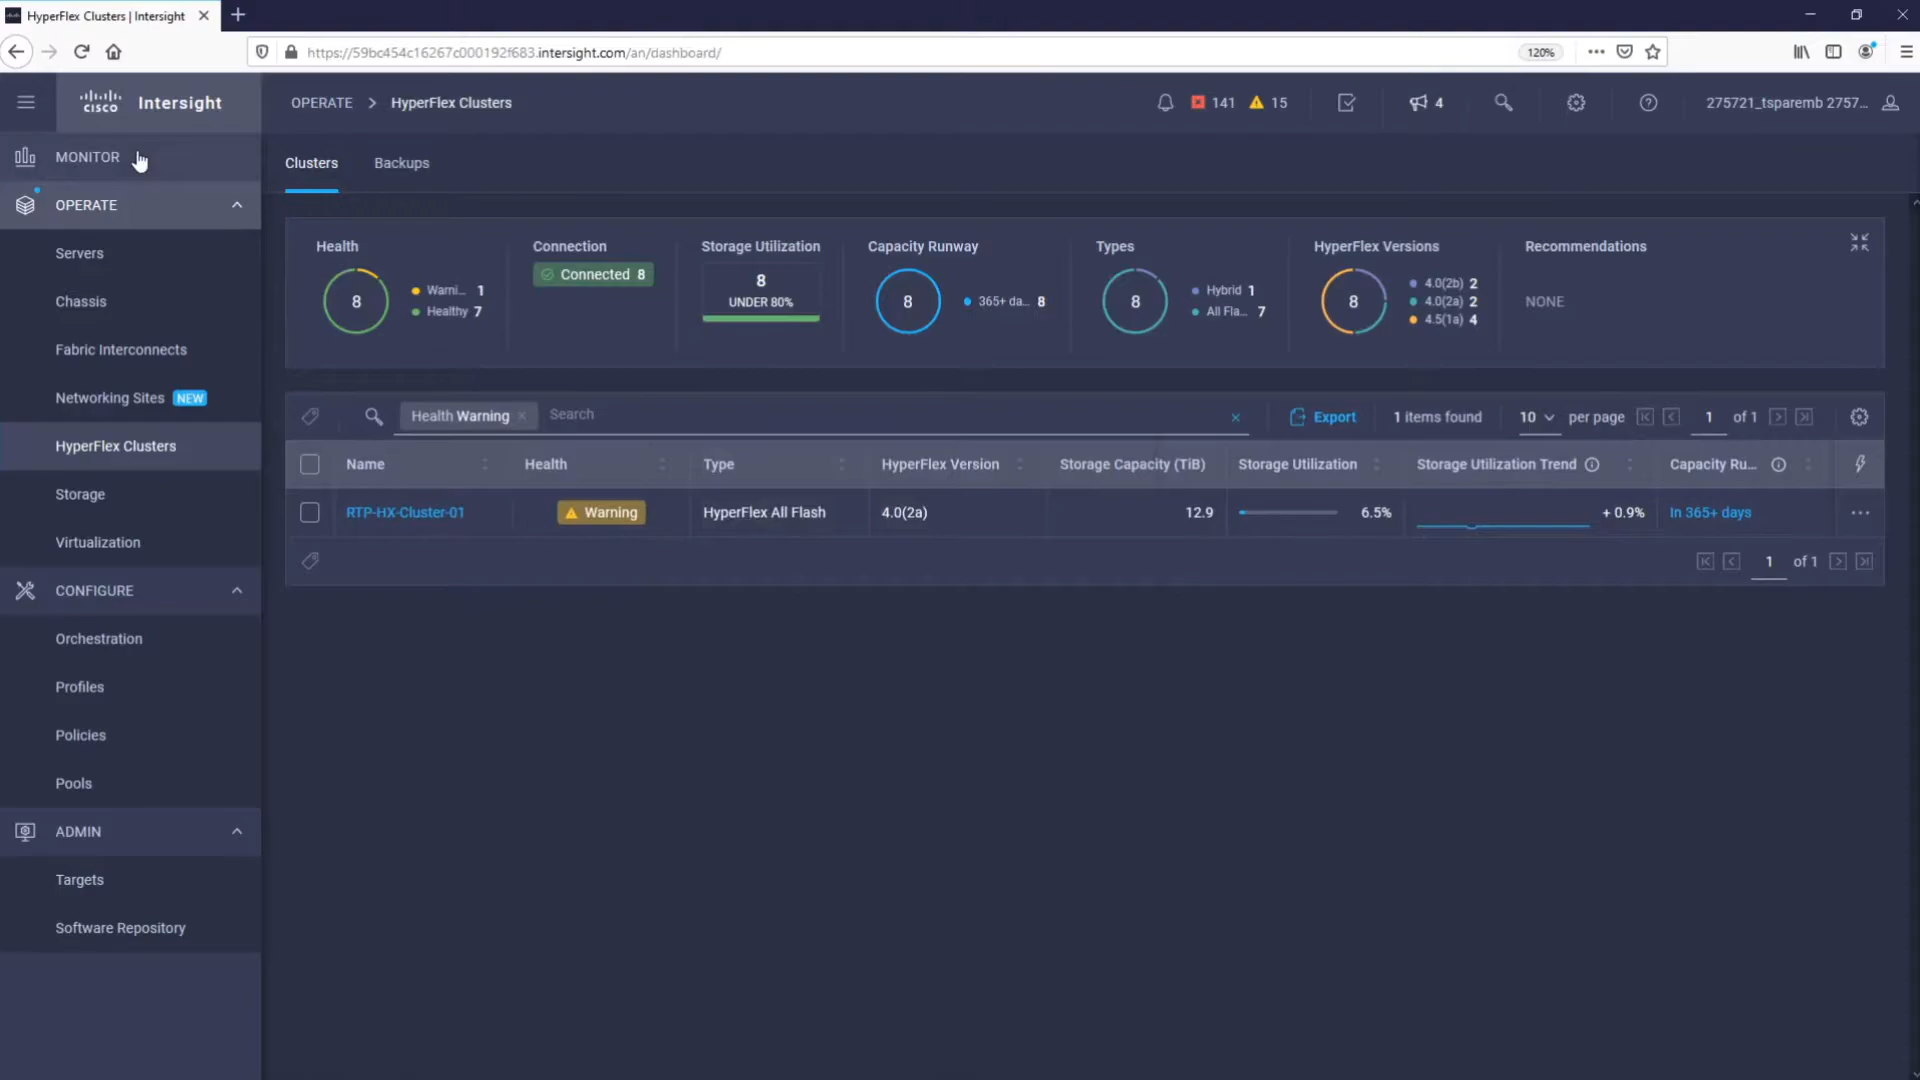 HyperFlex Clusters | Intersight
https://59bc454c16267c000192f683.intersight.com/an/dashboard/
120%
cisco Intersight
OPERATE > HyperFlex Clusters
141 15
4
275721_tsparemb 2757...
MONITOR
OPERATE
Servers
Chassis
Fabric Interconnects
Networking Sites NEW
HyperFlex Clusters
Storage
Virtualization
CONFIGURE
Orchestration
Profiles
Policies
Pools
ADMIN
Targets
Software Repository
Clusters Backups
Health
8
Warni... 1
Healthy 7
Connection
Connected 8
Storage Utilization
8
UNDER 80%
Capacity Runway
8
365+ da... 8
Types
8
Hybrid 1
All Fla... 7
HyperFlex Versions
8
4.0(2b) 2
4.0(2a) 2
4.5(1a) 4
Recommendations
NONE
Health Warning × Search × Export 1 items found 10 per page 1 of 1
Name Health Type HyperFlex Version Storage Capacity (TiB) Storage Utilization Storage Utilization Trend Capacity Ru...
RTP-HX-Cluster-01 Warning HyperFlex All Flash 4.0(2a) 12.9 6.5% + 0.9% In 365+ days ...
1 of 1